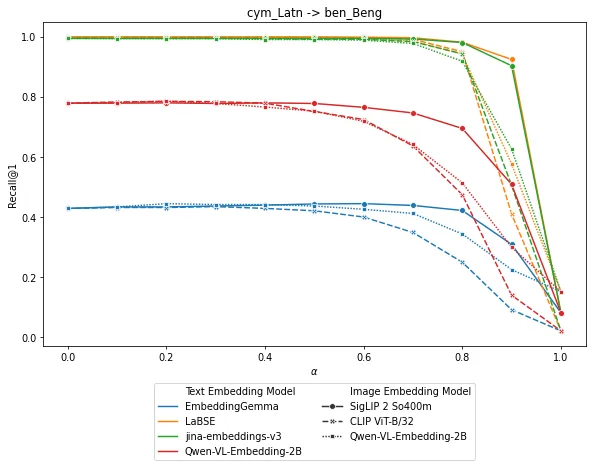 cym_Latn -> ben_Beng
Recall@1
1.0
0.8
0.6
0.4
0.2
0.0
0.0 0.2 0.4 0.6 0.8 1.0
α
Text Embedding Model
EmbeddingGemma
LaBSE
jina-embeddings-v3
Qwen-VL-Embedding-2B
Image Embedding Model
SigLIP 2 So400m
CLIP ViT-B/32
Qwen-VL-Embedding-2B